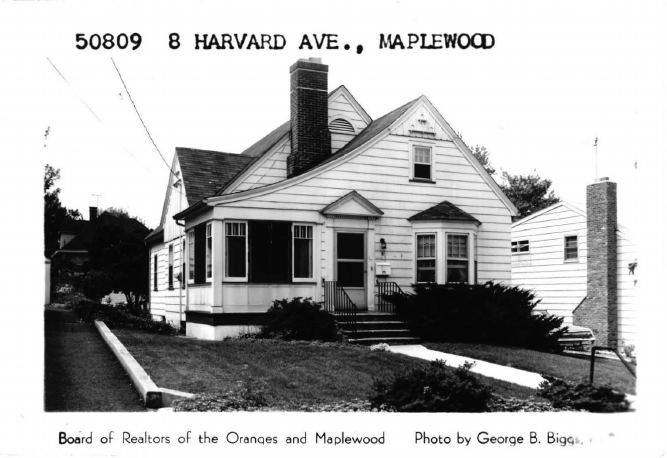 50809 8 HARVARD AVE., MAPLEWOOD
Board of Realtors of the Oranges and Maplewood Photo by George B. Biggs